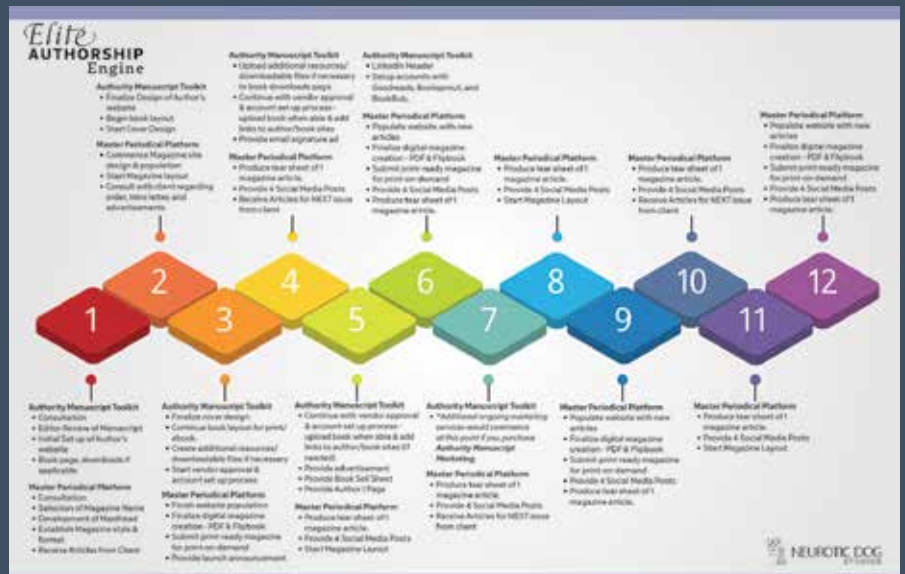 Elite
AUTHORSHIP
Engine
Authority Manuscript Toolkit
• Finalize Design of Author's
website
• Begin book layout
• Start Cover Design
Master Periodical Platform
• Commence Magazine site
design & population
• Start Magazine layout
• Consult with client regarding
order, intro letter, and
advertisements
Authority Manuscript Toolkit
• Upload additional resources/
downloadable files if necessary
to book downloads page
• Continue with vendor approval
& account set up process -
upload book when able & add
links to author/book sites
• Provide email signature ad
Master Periodical Platform
• Produce tear sheet of 1
magazine article.
• Provide 4 Social Media Posts
• Receive Articles for NEXT issue
from client
Authority Manuscript Toolkit
• LinkedIn Header
• Setup accounts with
Goodreads, Booksprout, and
BookBub.
Master Periodical Platform
• Populate website with new
articles
• Finalize digital magazine
creation - PDF & Flipbook
• Submit print ready magazine
for print-on-demand
• Provide 4 Social Media Posts
• Produce tear sheet of 1
magazine article.
Master Periodical Platform
• Produce tear sheet of 1
magazine article.
• Provide 4 Social Media Posts
• Start Magazine Layout
Master Periodical Platform
• Produce tear sheet of 1
magazine article.
• Provide 4 Social Media Posts
• Receive Articles for NEXT issue
from client
Master Periodical Platform
• Populate website with new
articles
• Finalize digital magazine
creation - PDF & Flipbook
• Submit print ready magazine
for print-on-demand
• Provide 4 Social Media Posts
• Produce tear sheet of 1
magazine article.
1
2
3
4
5
6
7
8
9
10
11
12
Authority Manuscript Toolkit
• Consultation
• Editor Review of Manuscript
• Initial Set up of Author's
website
• Book page, downloads if
applicable
Master Periodical Platform
• Consultation
• Selection of Magazine Name
• Development of Masthead
• Establish Magazine style &
format
• Receive Articles from Client
Authority Manuscript Toolkit
• Finalize cover design
• Continue book layout for print/
ebook.
• Create additional resources/
downloadable files if necessary
• Start vendor approval &
account set up process
Master Periodical Platform
• Finish website population
• Finalize digital magazine
creation - PDF & Flipbook
• Submit print ready magazine
for print-on-demand
• Provide launch announcement
Authority Manuscript Toolkit
• Continue with vendor approval
& account set up process -
upload book when able & add
links to author/book sites (if
needed)
• Provide advertisement
• Provide Book Sell Sheet
• Provide Author 1 Page
Master Periodical Platform
• Produce tear sheet of 1
magazine article.
• Provide 4 Social Media Posts
• Start Magazine Layout
Authority Manuscript Toolkit
• *Additional ongoing marketing
services would commence
at this point if you purchase
Authority Manuscript
Marketing
Master Periodical Platform
• Produce tear sheet of 1
magazine article.
• Provide 4 Social Media Posts
• Receive Articles for NEXT issue
from client
Master Periodical Platform
• Populate website with new
articles
• Finalize digital magazine
creation - PDF & Flipbook
• Submit print ready magazine
for print-on-demand
• Provide 4 Social Media Posts
• Produce tear sheet of 1
magazine article.
Master Periodical Platform
• Produce tear sheet of 1
magazine article.
• Provide 4 Social Media Posts
• Start Magazine Layout
NEUROTIC DOG
STUDIOS